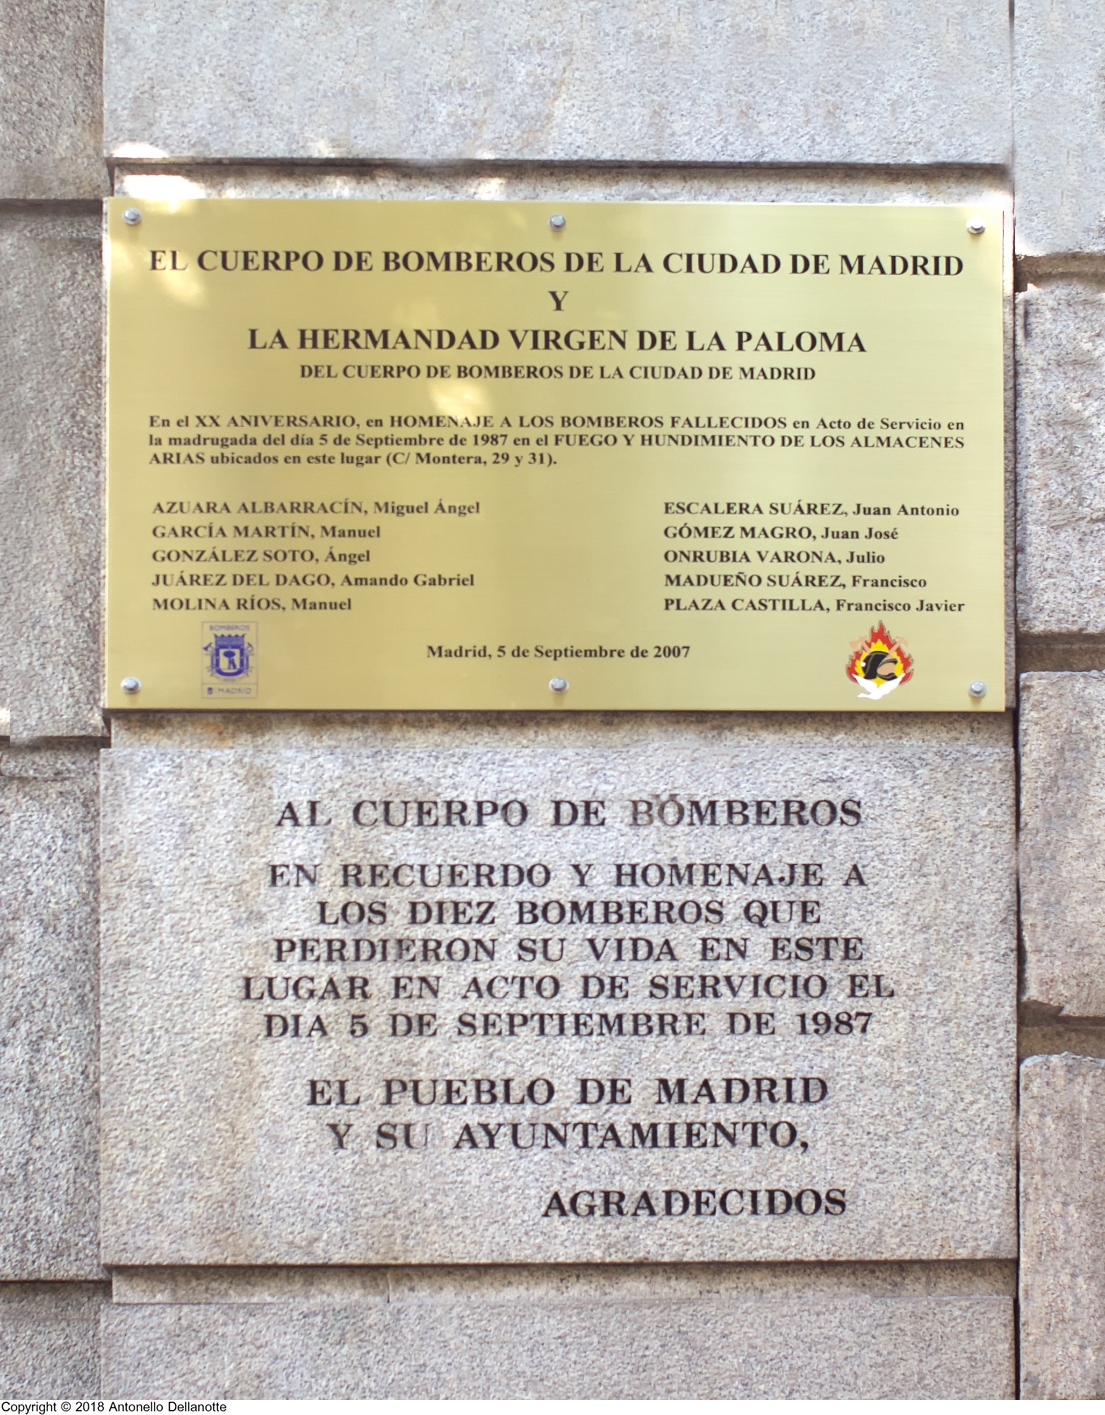 EL CUERPO DE BOMBEROS DE LA CIUDAD DE MADRID
Y
LA HERMANDAD VIRGEN DE LA PALOMA
DEL CUERPO DE BOMBEROS DE LA CIUDAD DE MADRID
En el XX ANIVERSARIO, en HOMENAJE A LOS BOMBEROS FALLECIDOS en Acto de Servicio en
la madrugada del día 5 de Septiembre de 1987 en el FUEGO Y HUNDIMIENTO DE LOS ALMACENES
ARIAS ubicados en este lugar (C/ Montera, 29 y 31).
AZUARA ALBARRACÍN, Miguel Ángel
GARCÍA MARTÍN, Manuel
GONZÁLEZ SOTO, Ángel
JUÁREZ DEL DAGO, Amando Gabriel
MOLINA RÍOS, Manuel
ESCALERA SUÁREZ, Juan Antonio
GÓMEZ MAGRO, Juan José
ONRUBIA VARONA, Julio
MADUEÑO SUÁREZ, Francisco
PLAZA CASTILLA, Francisco Javier
BOMBEROS
MADRID
Madrid, 5 de Septiembre de 2007
AL CUERPO DE BOMBEROS
EN RECUERDO Y HOMENAJE A
LOS DIEZ BOMBEROS QUE
PERDIERON SU VIDA EN ESTE
LUGAR EN ACTO DE SERVICIO EL
DIA 5 DE SEPTIEMBRE DE 1987
EL PUEBLO DE MADRID
Y SU AYUNTAMIENTO,
AGRADECIDOS
Copyright © 2018 Antonello Dellanotte